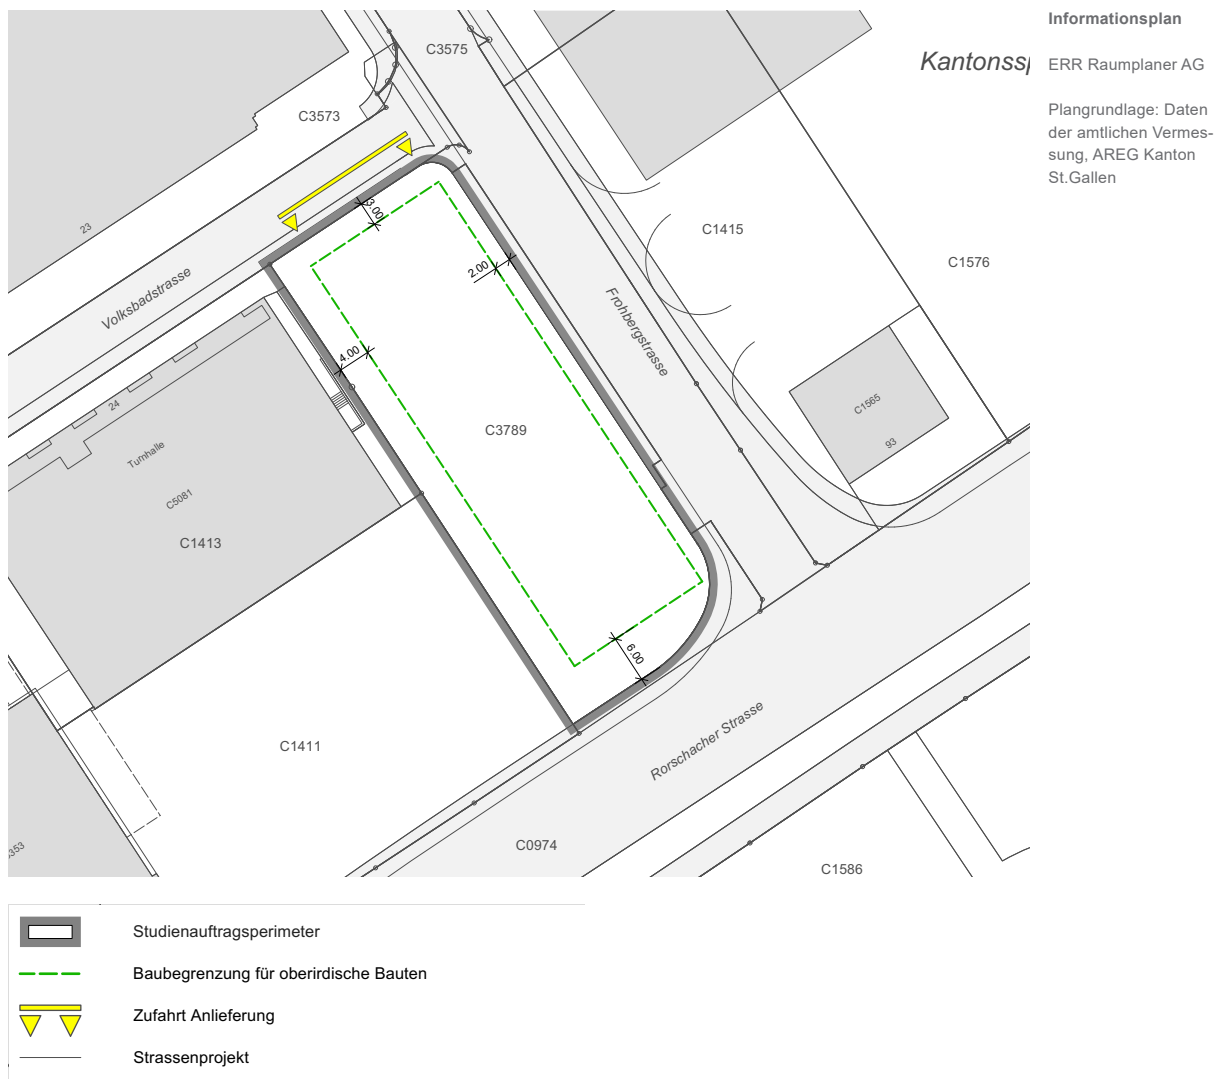 Informationsplan
ERR Raumplaner AG
Plangrundlage: Daten
der amtlichen Vermes-
sung, AREG Kanton
St.Gallen
C3575
Kantonssp
C3573
23
3.00
C1415
C1576
2.00
Volksbadstrasse
Frohbergstrasse
4.00
24
C1565
93
C3789
Turnhalle
C5081
C1413
6.00
C1411
Rorschacher Strasse
C0974
C1586
Studienauftragsperimeter
Baubegrenzung für oberirdische Bauten
Zufahrt Anlieferung
Strassenprojekt